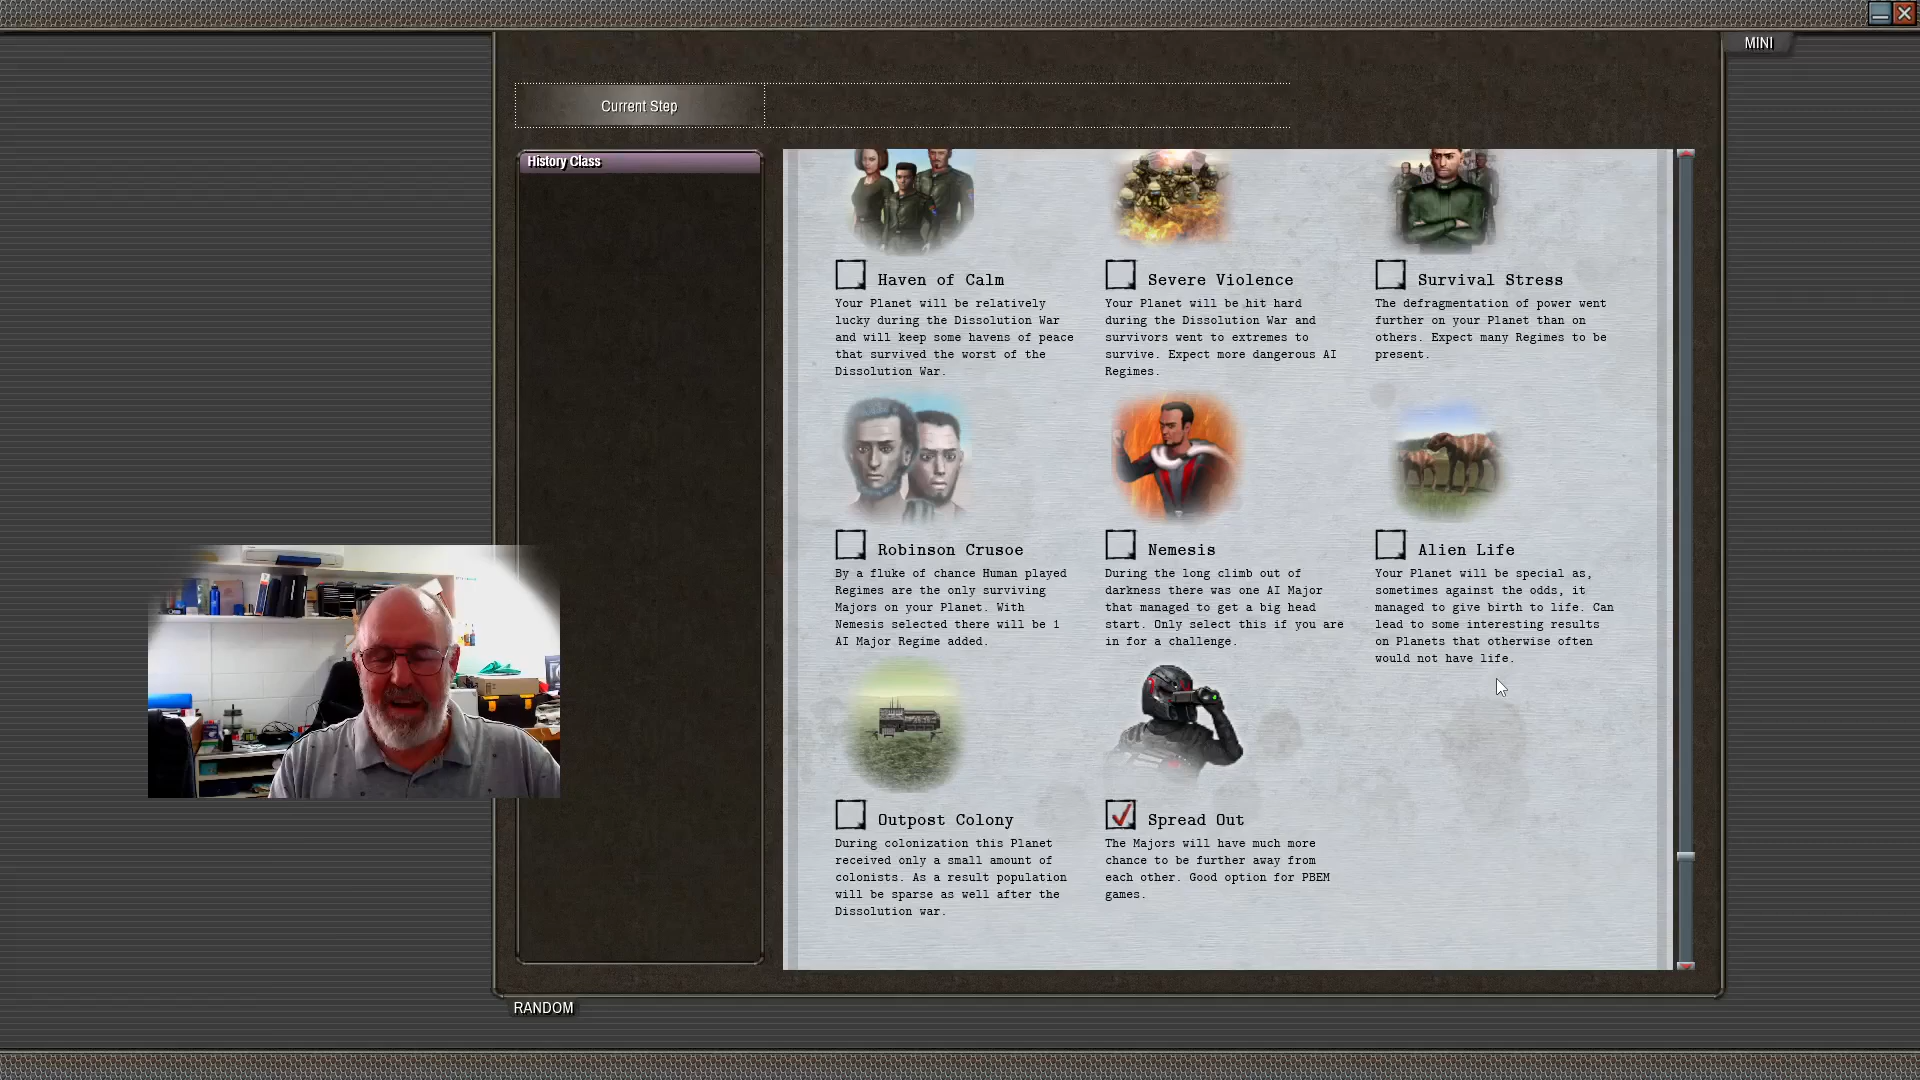 MINI
Current Step
History Class
Haven of Calm
Your Planet will be relatively
lucky during the Dissolution War
and will keep some havens of peace
that survived the worst of the
Dissolution War.
Severe Violence
Your Planet will be hit hard
during the Dissolution War and
survivors went to extremes to
survive. Expect more dangerous AI
Regimes.
Survival Stress
The defragmentation of power went
further on your Planet than on
others. Expect many Regimes to be
present.
Robinson Crusoe
By a fluke of chance Human played
Regimes are the only surviving
Majors on your Planet. With
Nemesis selected there will be 1
AI Major Regime added.
Nemesis
During the long climb out of
darkness there was one AI Major
that managed to get a big head
start. Only select this if you are
in for a challenge.
Alien Life
Your Planet will be special as,
sometimes against the odds, it
managed to give birth to life. Can
lead to some interesting results
on Planets that otherwise often
would not have life.
Outpost Colony
During colonization this Planet
received only a small amount of
colonists. As a result population
will be sparse as well after the
Dissolution war.
Spread Out
The Majors will have much more
chance to be further away from
each other. Good option for PBEM
games.
RANDOM